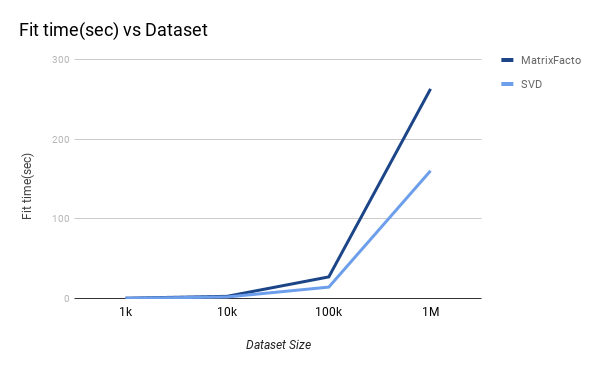 Fit time(sec) vs Dataset
300
200
100
0
Fit time(sec)
1k 10k 100k 1M
Dataset Size
MatrixFacto
SVD